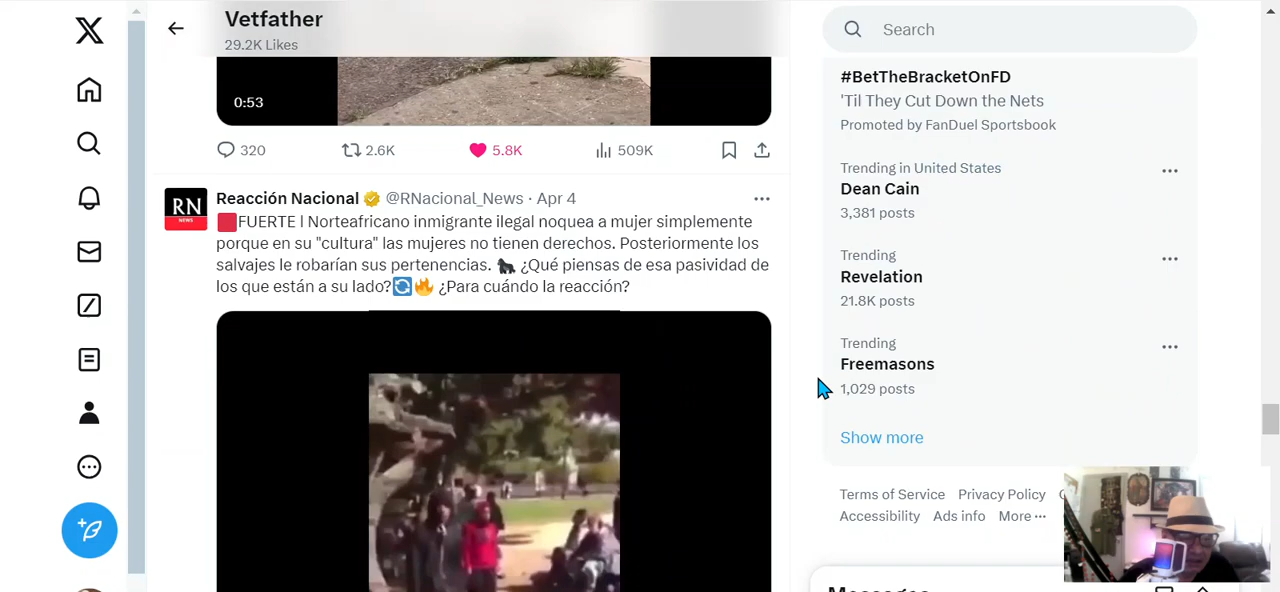 Vetfather
29.2K Likes
0:53
320
2.6K
5.8K
509K
RN
NEWS
Reacción Nacional @RNacional_News · Apr 4
FUERTE | Norteafricano inmigrante ilegal noquea a mujer simplemente
porque en su "cultura" las mujeres no tienen derechos. Posteriormente los
salvajes le robarían sus pertenencias. 🦍 ¿Qué piensas de esa pasividad de
los que están a su lado?🔄🔥 ¿Para cuándo la reacción?
Search
#BetTheBracketOnFD
'Til They Cut Down the Nets
Promoted by FanDuel Sportsbook
Trending in United States
Dean Cain
3,381 posts
Trending
Revelation
21.8K posts
Trending
Freemasons
1,029 posts
Show more
Terms of Service Privacy Policy
Accessibility Ads info More ···